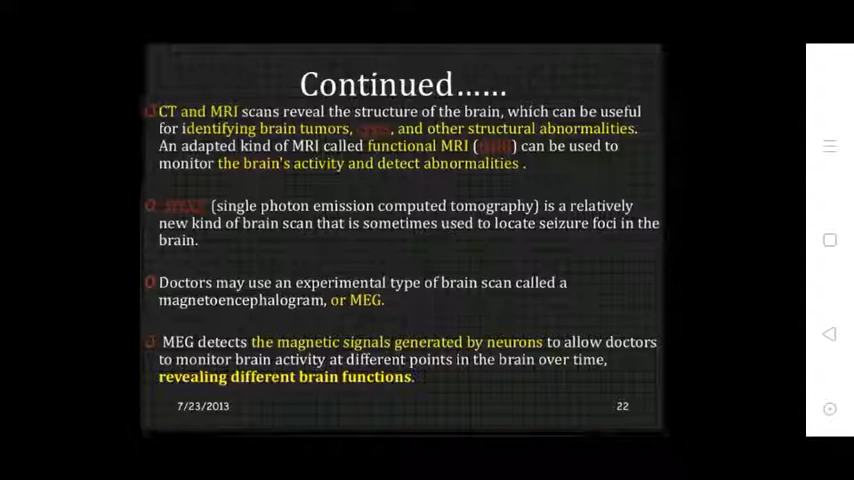 Continued......
CT and MRI scans reveal the structure of the brain, which can be useful
for identifying brain tumors, , and other structural abnormalities.
An adapted kind of MRI called functional MRI ( ) can be used to
monitor the brain's activity and detect abnormalities .
(single photon emission computed tomography) is a relatively
new kind of brain scan that is sometimes used to locate seizure foci in the
brain.
Doctors may use an experimental type of brain scan called a
magnetoencephalogram, or MEG.
MEG detects the magnetic signals generated by neurons to allow doctors
to monitor brain activity at different points in the brain over time,
revealing different brain functions.
7/23/2013
22